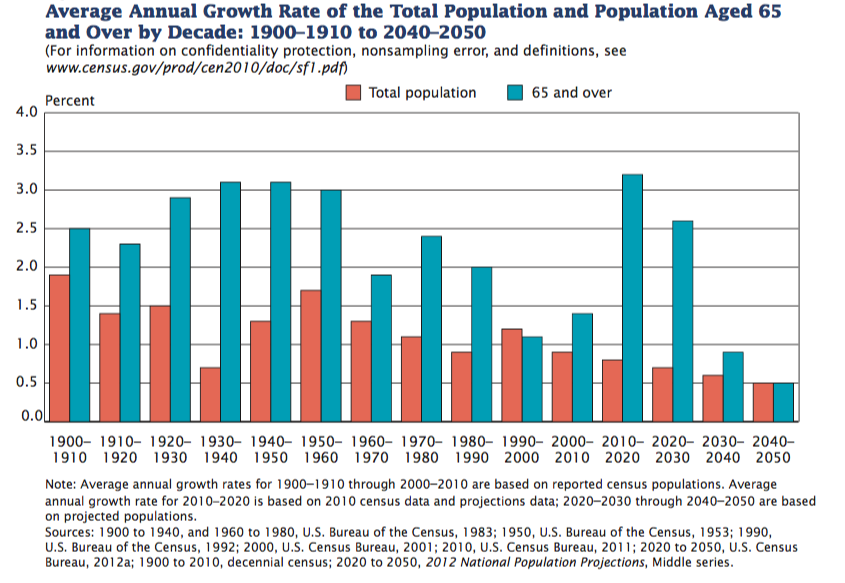 Average Annual Growth Rate of the Total Population and Population Aged 65
and Over by Decade: 1900–1910 to 2040–2050
(For information on confidentiality protection, nonsampling error, and definitions, see
www.census.gov/prod/cen2010/doc/sf1.pdf)
Percent
Total population
65 and over
4.0
3.5
3.0
2.5
2.0
1.5
1.0
0.5
0.0
1900– 1910– 1920– 1930– 1940– 1950– 1960– 1970– 1980– 1990– 2000– 2010– 2020– 2030– 2040–
1910 1920 1930 1940 1950 1960 1970 1980 1990 2000 2010 2020 2030 2040 2050
Note: Average annual growth rates for 1900–1910 through 2000–2010 are based on reported census populations. Average
annual growth rate for 2010–2020 is based on 2010 census data and projections data; 2020–2030 through 2040–2050 are based
on projected populations.
Sources: 1900 to 1940, and 1960 to 1980, U.S. Bureau of the Census, 1983; 1950, U.S. Bureau of the Census, 1953; 1990,
U.S. Bureau of the Census, 1992; 2000, U.S. Census Bureau, 2001; 2010, U.S. Census Bureau, 2011; 2020 to 2050, U.S. Census
Bureau, 2012a; 1900 to 2010, decennial census; 2020 to 2050, 2012 National Population Projections, Middle series.